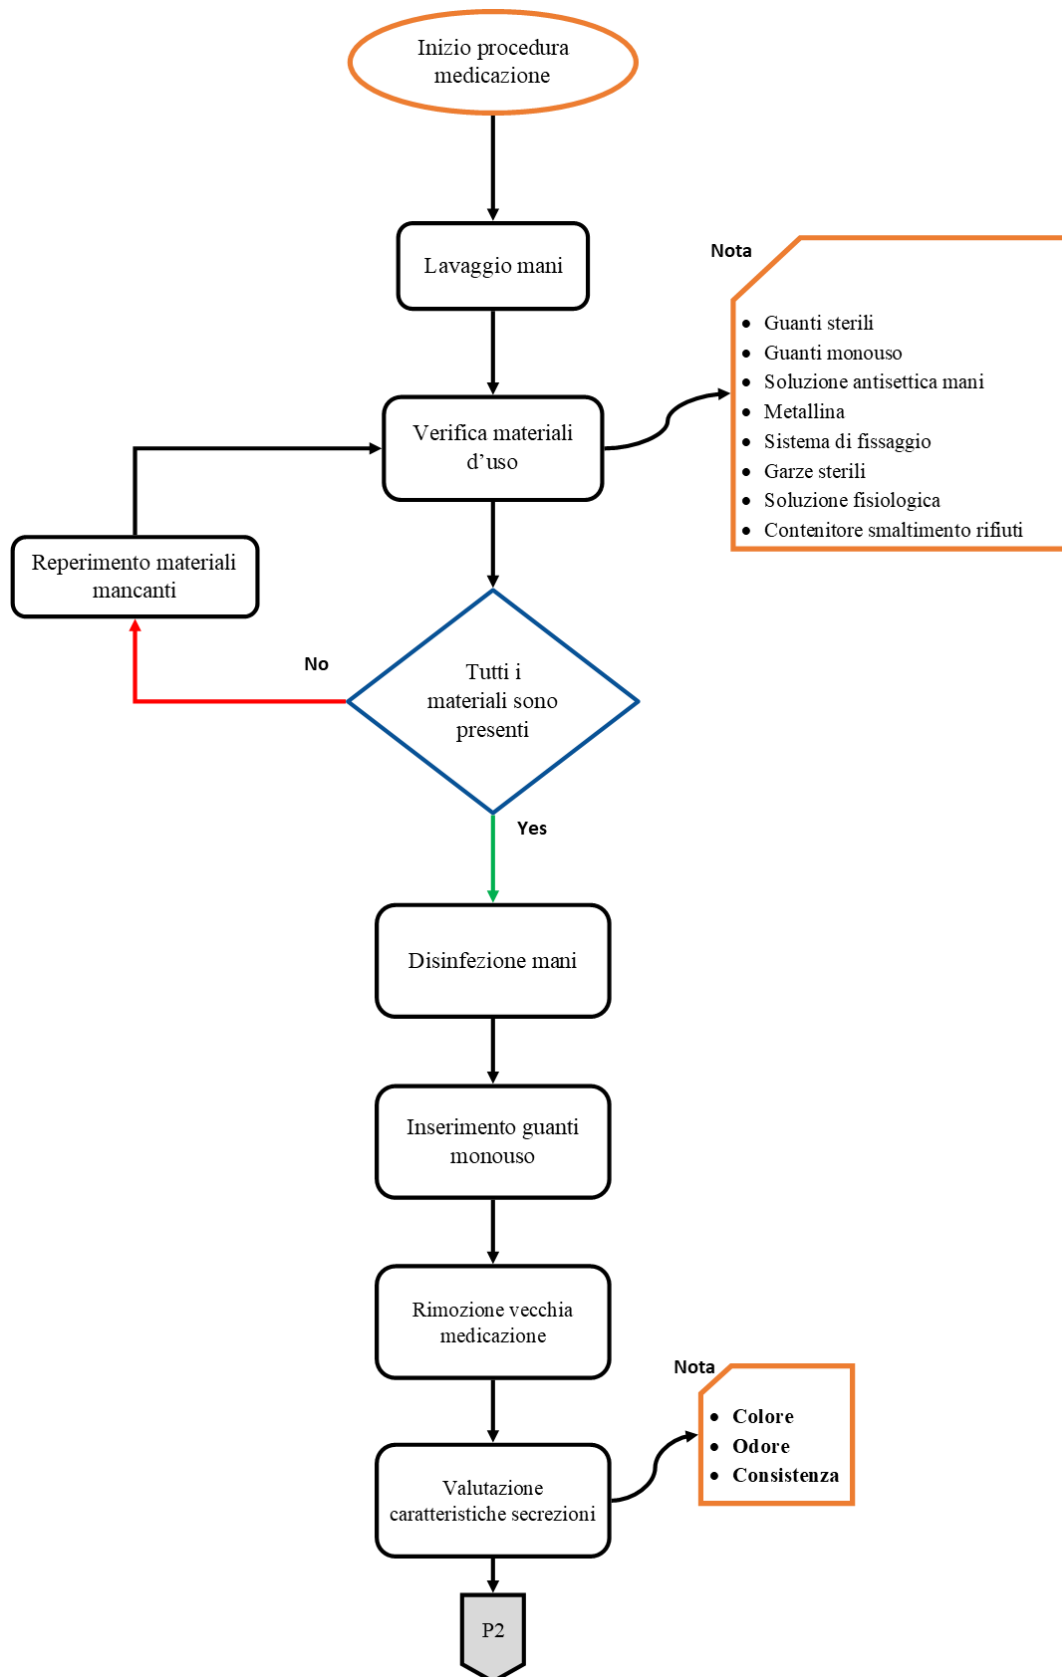 Inizio procedura
medicazione
Lavaggio mani
Nota
• Guanti sterili
• Guanti monouso
• Soluzione antisettica mani
• Metallina
• Sistema di fissaggio
• Garze sterili
• Soluzione fisiologica
• Contenitore smaltimento rifiuti
Verifica materiali
d’uso
Reperimento materiali
mancanti
No
Tutti i
materiali sono
presenti
Yes
Disinfezione mani
Inserimento guanti
monouso
Rimozione vecchia
medicazione
Valutazione
caratteristiche secrezioni
Nota
• Colore
• Odore
• Consistenza
P2